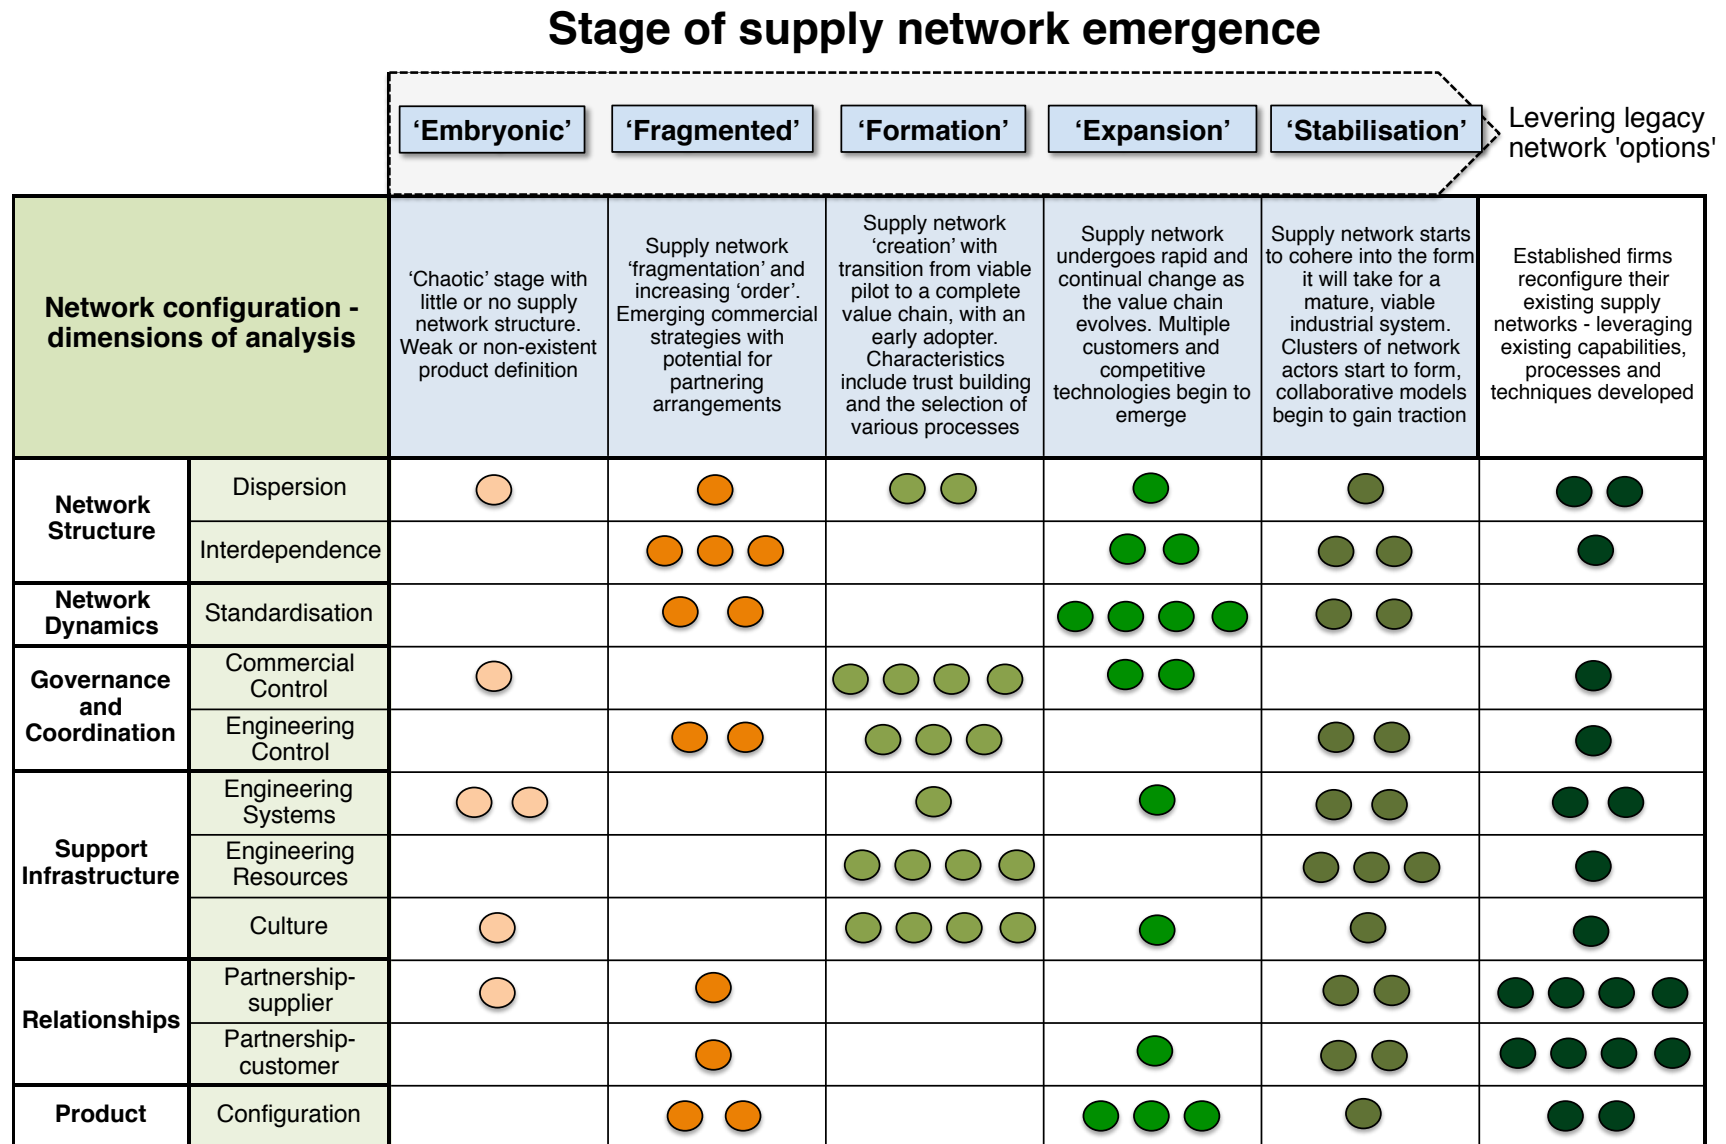 Stage of supply network emergence
‘Embryonic’
‘Fragmented’
‘Formation’
‘Expansion’
‘Stabilisation’
Levering legacy
network 'options'
Network configuration -
dimensions of analysis
‘Chaotic’ stage with
little or no supply
network structure.
Weak or non-existent
product definition
Supply network
‘fragmentation’ and
increasing ‘order’.
Emerging commercial
strategies with
potential for
partnering
arrangements
Supply network
‘creation’ with
transition from viable
pilot to a complete
value chain, with an
early adopter.
Characteristics
include trust building
and the selection of
various processes
Supply network
undergoes rapid and
continual change as
the value chain
evolves. Multiple
customers and
competitive
technologies begin to
emerge
Supply network starts
to cohere into the form
it will take for a
mature, viable
industrial system.
Clusters of network
actors start to form,
collaborative models
begin to gain traction
Established firms
reconfigure their
existing supply
networks - leveraging
existing capabilities,
processes and
techniques developed
Network
Structure
Dispersion
Interdependence
Network
Dynamics
Standardisation
Governance
and
Coordination
Commercial
Control
Engineering
Control
Support
Infrastructure
Engineering
Systems
Engineering
Resources
Culture
Relationships
Partnership-
supplier
Partnership-
customer
Product
Configuration